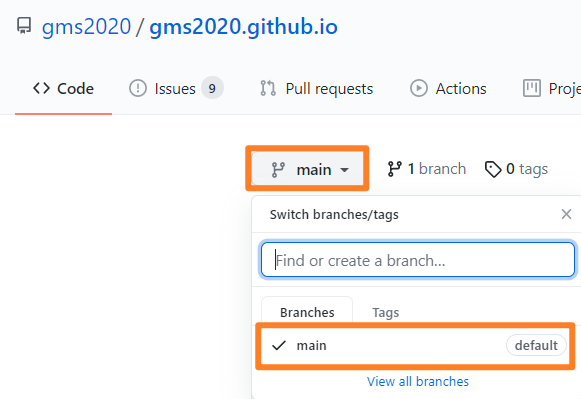 gms2020 / gms2020.github.io
Code Issues 9 Pull requests Actions
main 1 branch 0 tags
Switch branches/tags
Find or create a branch...
Branches Tags
main default
View all branches